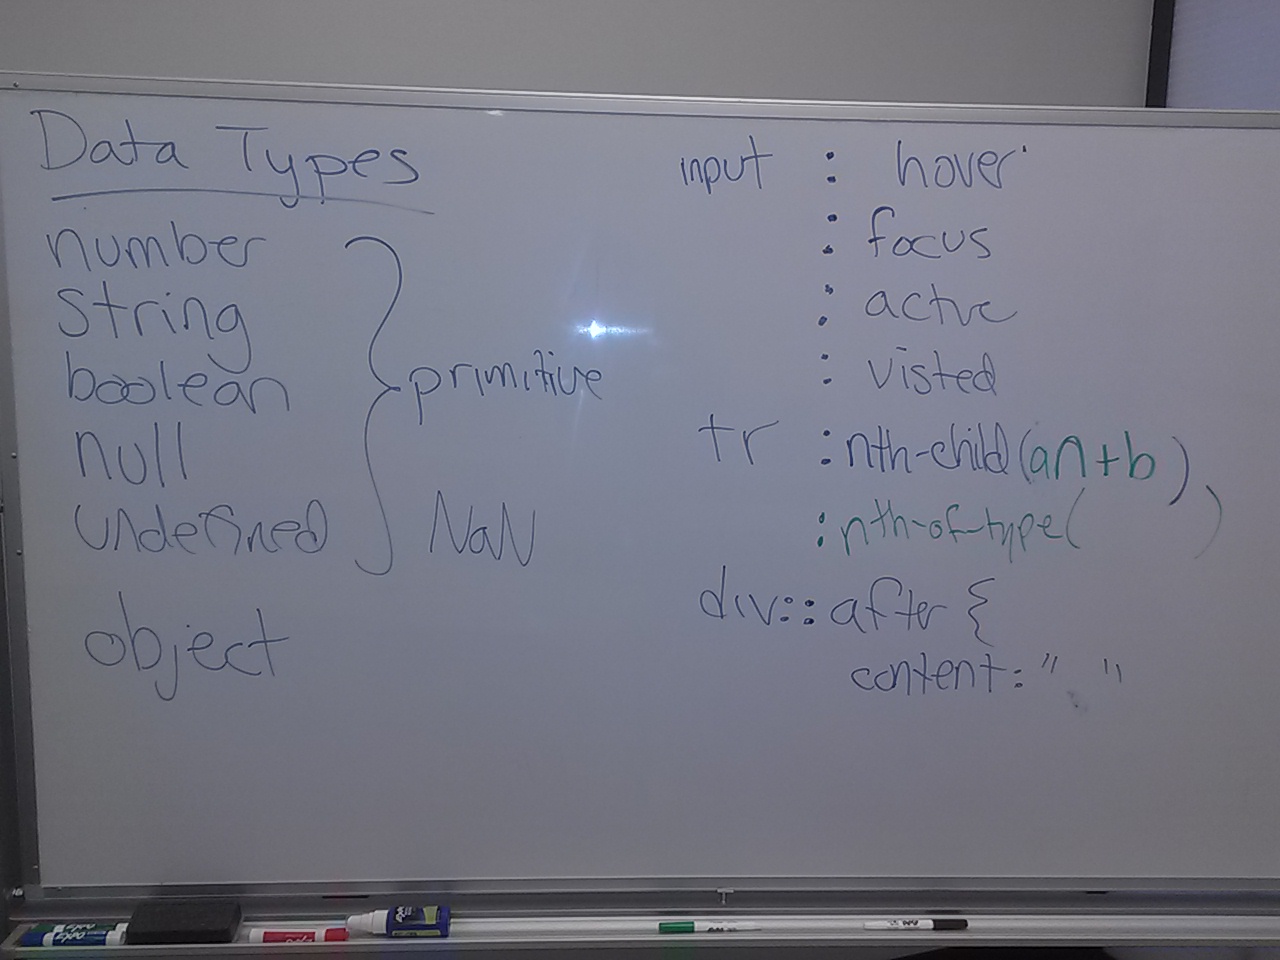 Data Types
number
string
boolean
null
undefined
object
primitive
NaN
input : hover
: focus
: active
: visted
tr :nth-child(an+b)
:nth-of-type( )
div::after {
content: " "
EXPO